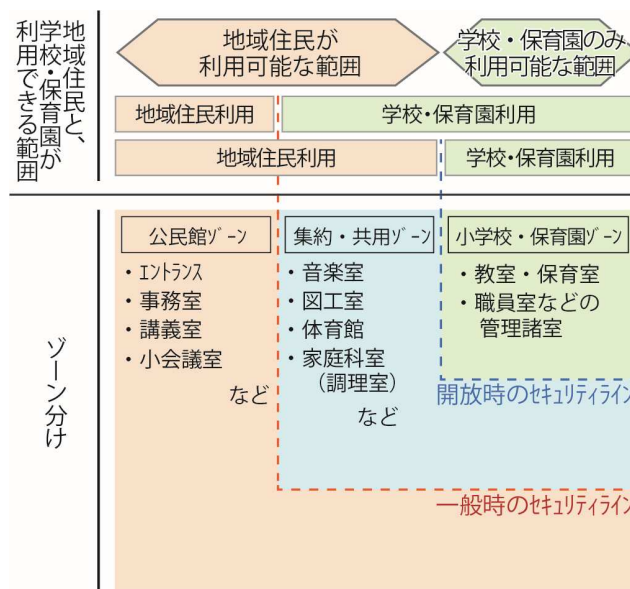 地域住民と、
学校・保育園が
利用できる範囲
地域住民が
利用可能な範囲
学校・保育園のみ
利用可能な範囲
地域住民利用
学校・保育園利用
地域住民利用
学校・保育園利用
ゾーン分け
公民館ｿﾞｰﾝ
・ｴﾝﾄﾗﾝｽ
・事務室
・講義室
・小会議室
など
集約・共用ｿﾞｰﾝ
・音楽室
・図工室
・体育館
・家庭科室
（調理室）
など
小学校・保育園ｿﾞｰﾝ
・教室・保育室
・職員室などの
管理諸室
開放時のｾｷｭﾘﾃｨﾗｲﾝ
一般時のｾｷｭﾘﾃｨﾗｲﾝ